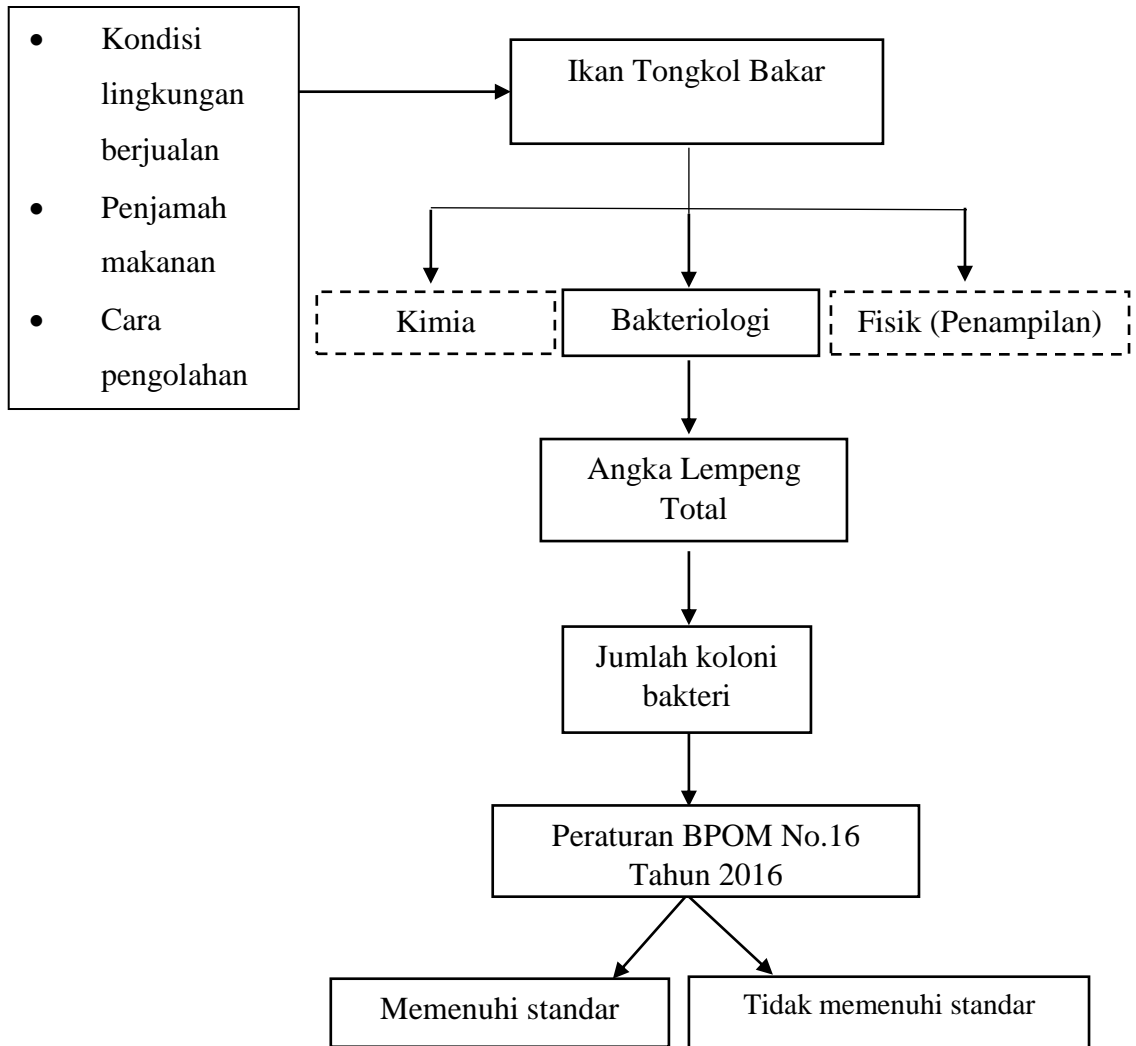 • Kondisi
lingkungan
berjualan
• Penjamah
makanan
• Cara
pengolahan
Ikan Tongkol Bakar
Kimia
Bakteriologi
Fisik (Penampilan)
Angka Lempeng
Total
Jumlah koloni
bakteri
Peraturan BPOM No.16
Tahun 2016
Memenuhi standar
Tidak memenuhi standar